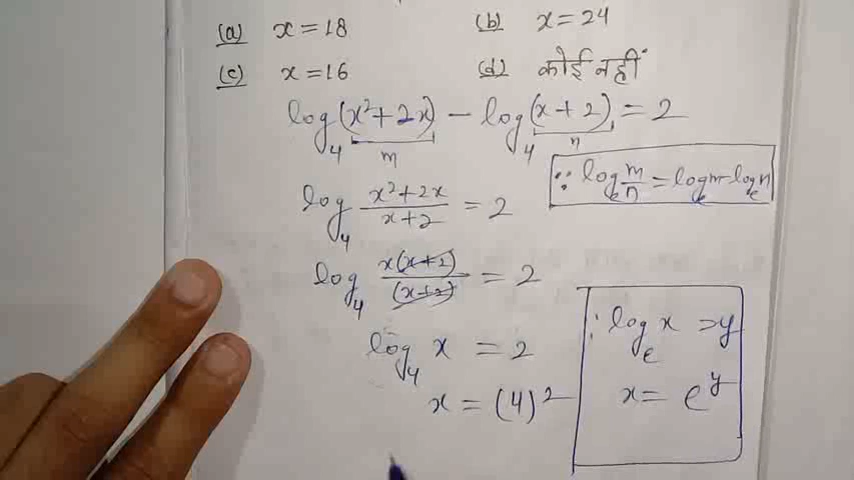 (a) x = 18 (b) x = 24
(c) x = 16 (d) कोई नहीं
log₄(x² + 2x) − log₄(x + 2) = 2
m n
∵ logₑ m/n = logₑm − logₑn
log₄ (x² + 2x)/(x + 2) = 2
log₄ x(x + 2)/(x + 2) = 2
log₄ x = 2
x = (4)²
∵ logₑ x = y
x = e^y